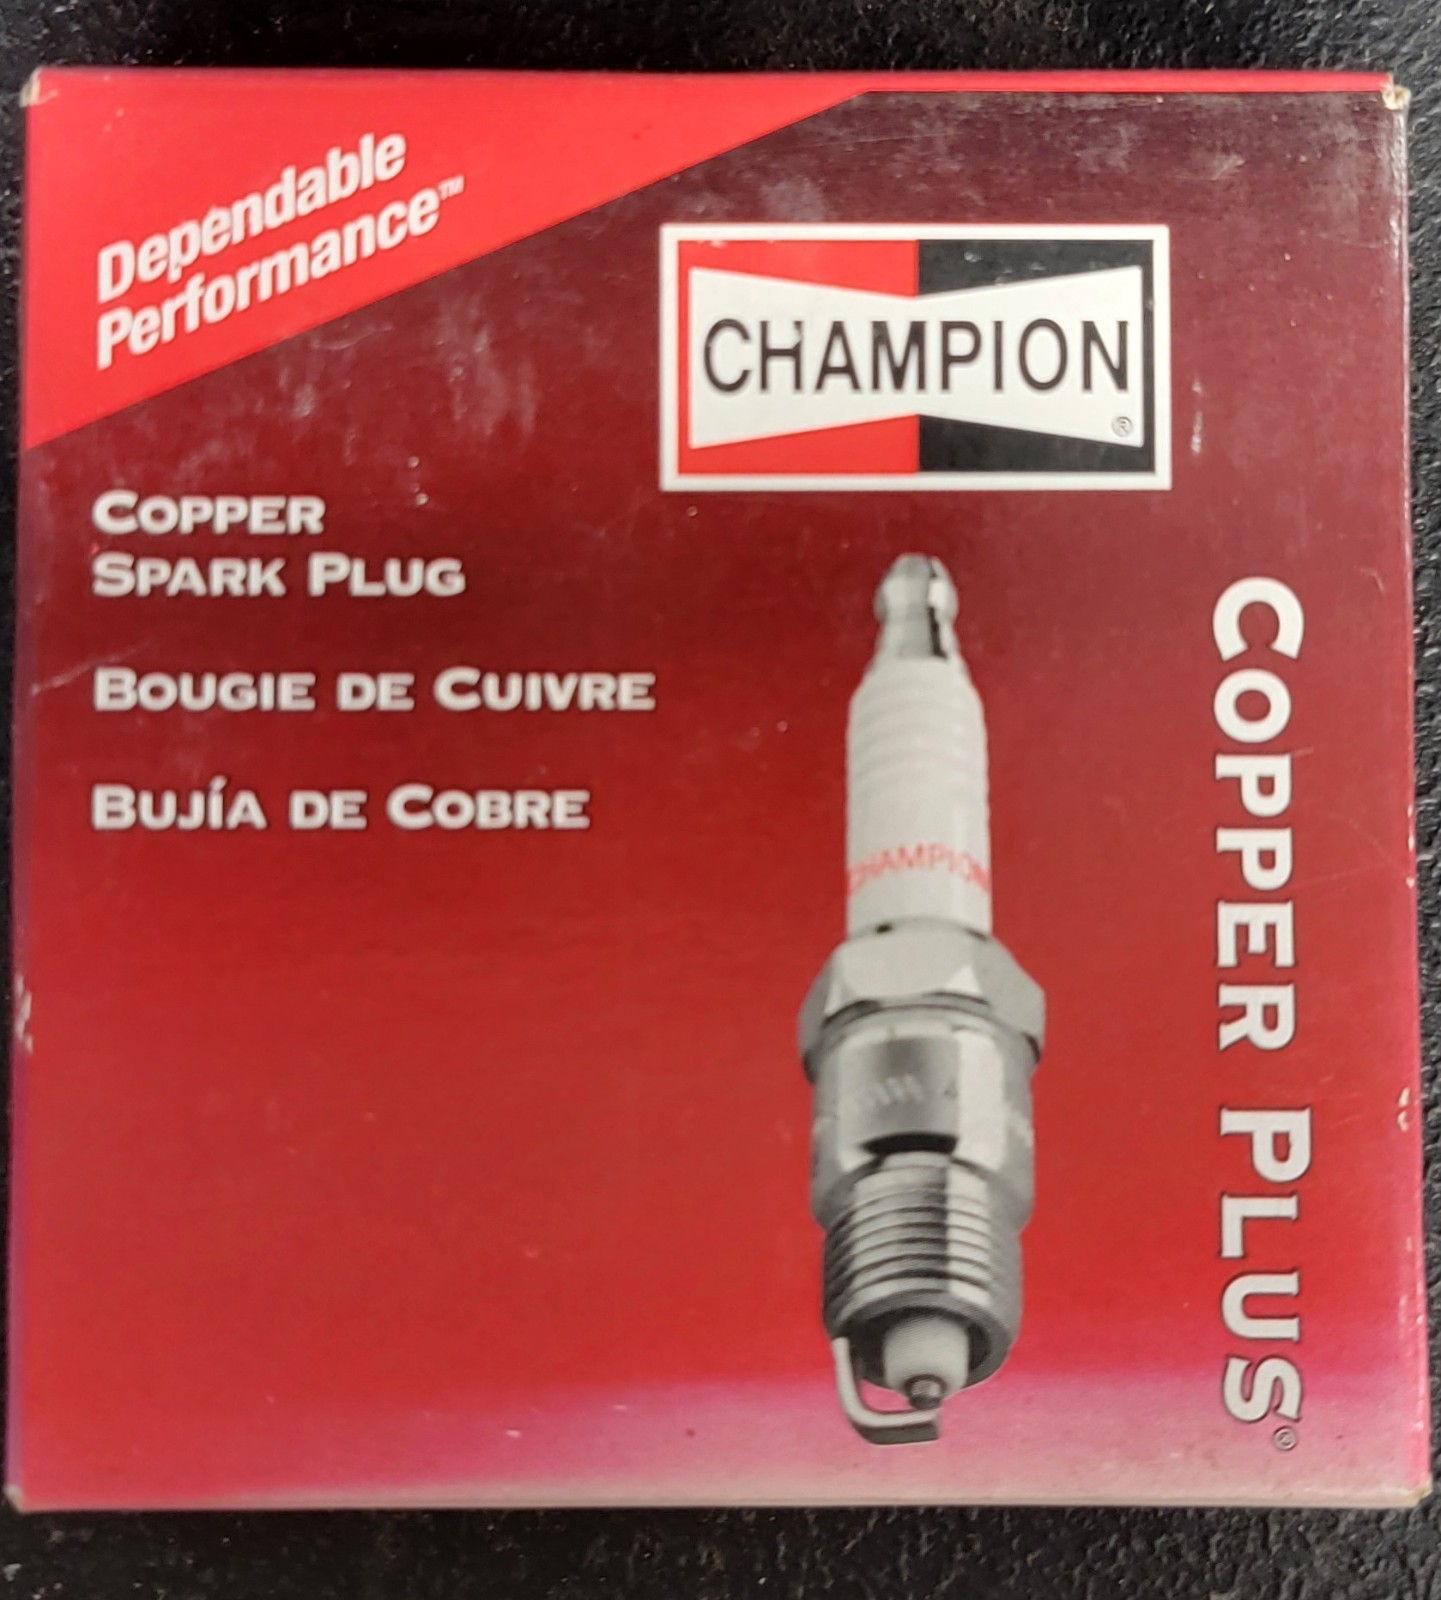 Dependable
Performance™
CHAMPION
®
COPPER
SPARK PLUG
BOUGIE DE CUIVRE
BUJÍA DE COBRE
CHAMPION
COPPER PLUS®